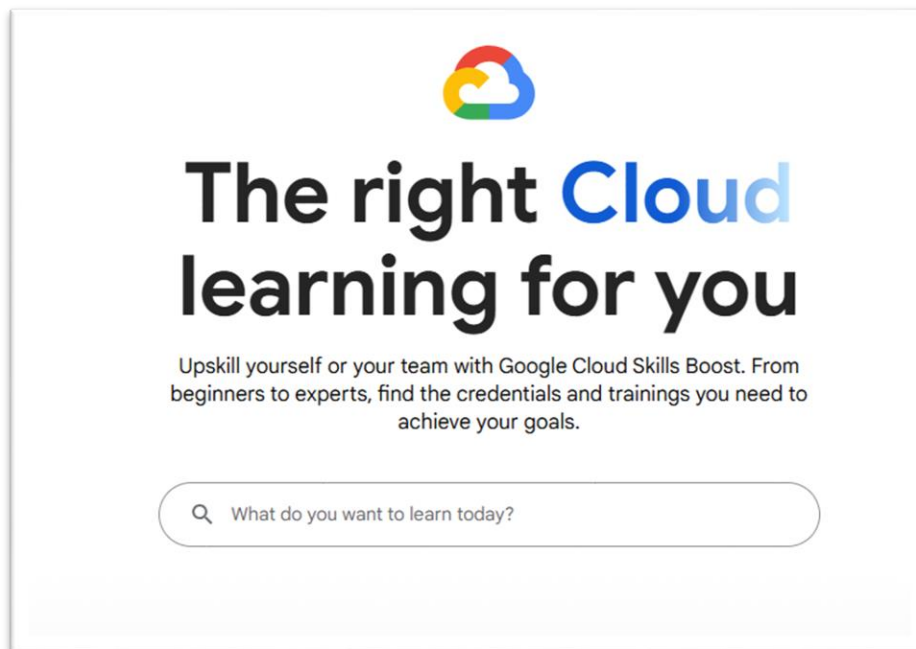 The right Cloud
learning for you
Upskill yourself or your team with Google Cloud Skills Boost. From
beginners to experts, find the credentials and trainings you need to
achieve your goals.
What do you want to learn today?